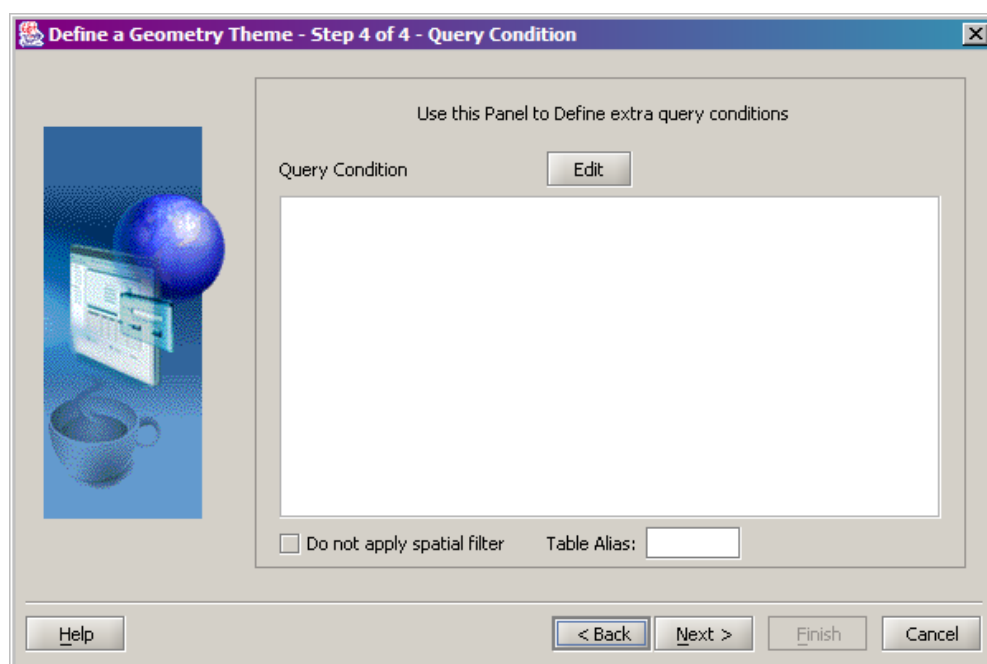 Define a Geometry Theme - Step 4 of 4 - Query Condition
Use this Panel to Define extra query conditions
Query Condition Edit
Do not apply spatial filter Table Alias:
Help < Back Next > Finish Cancel